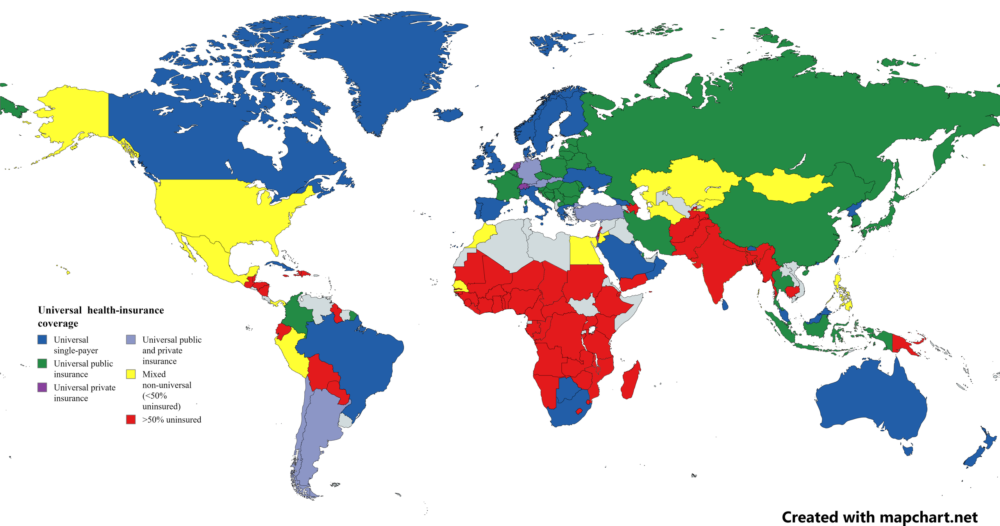 Universal health-insurance
coverage
Universal
single-payer
Universal public
insurance
Universal private
insurance
Universal public
and private
insurance
Mixed
non-universal
(<50%
uninsured)
>50% uninsured
Created with mapchart.net